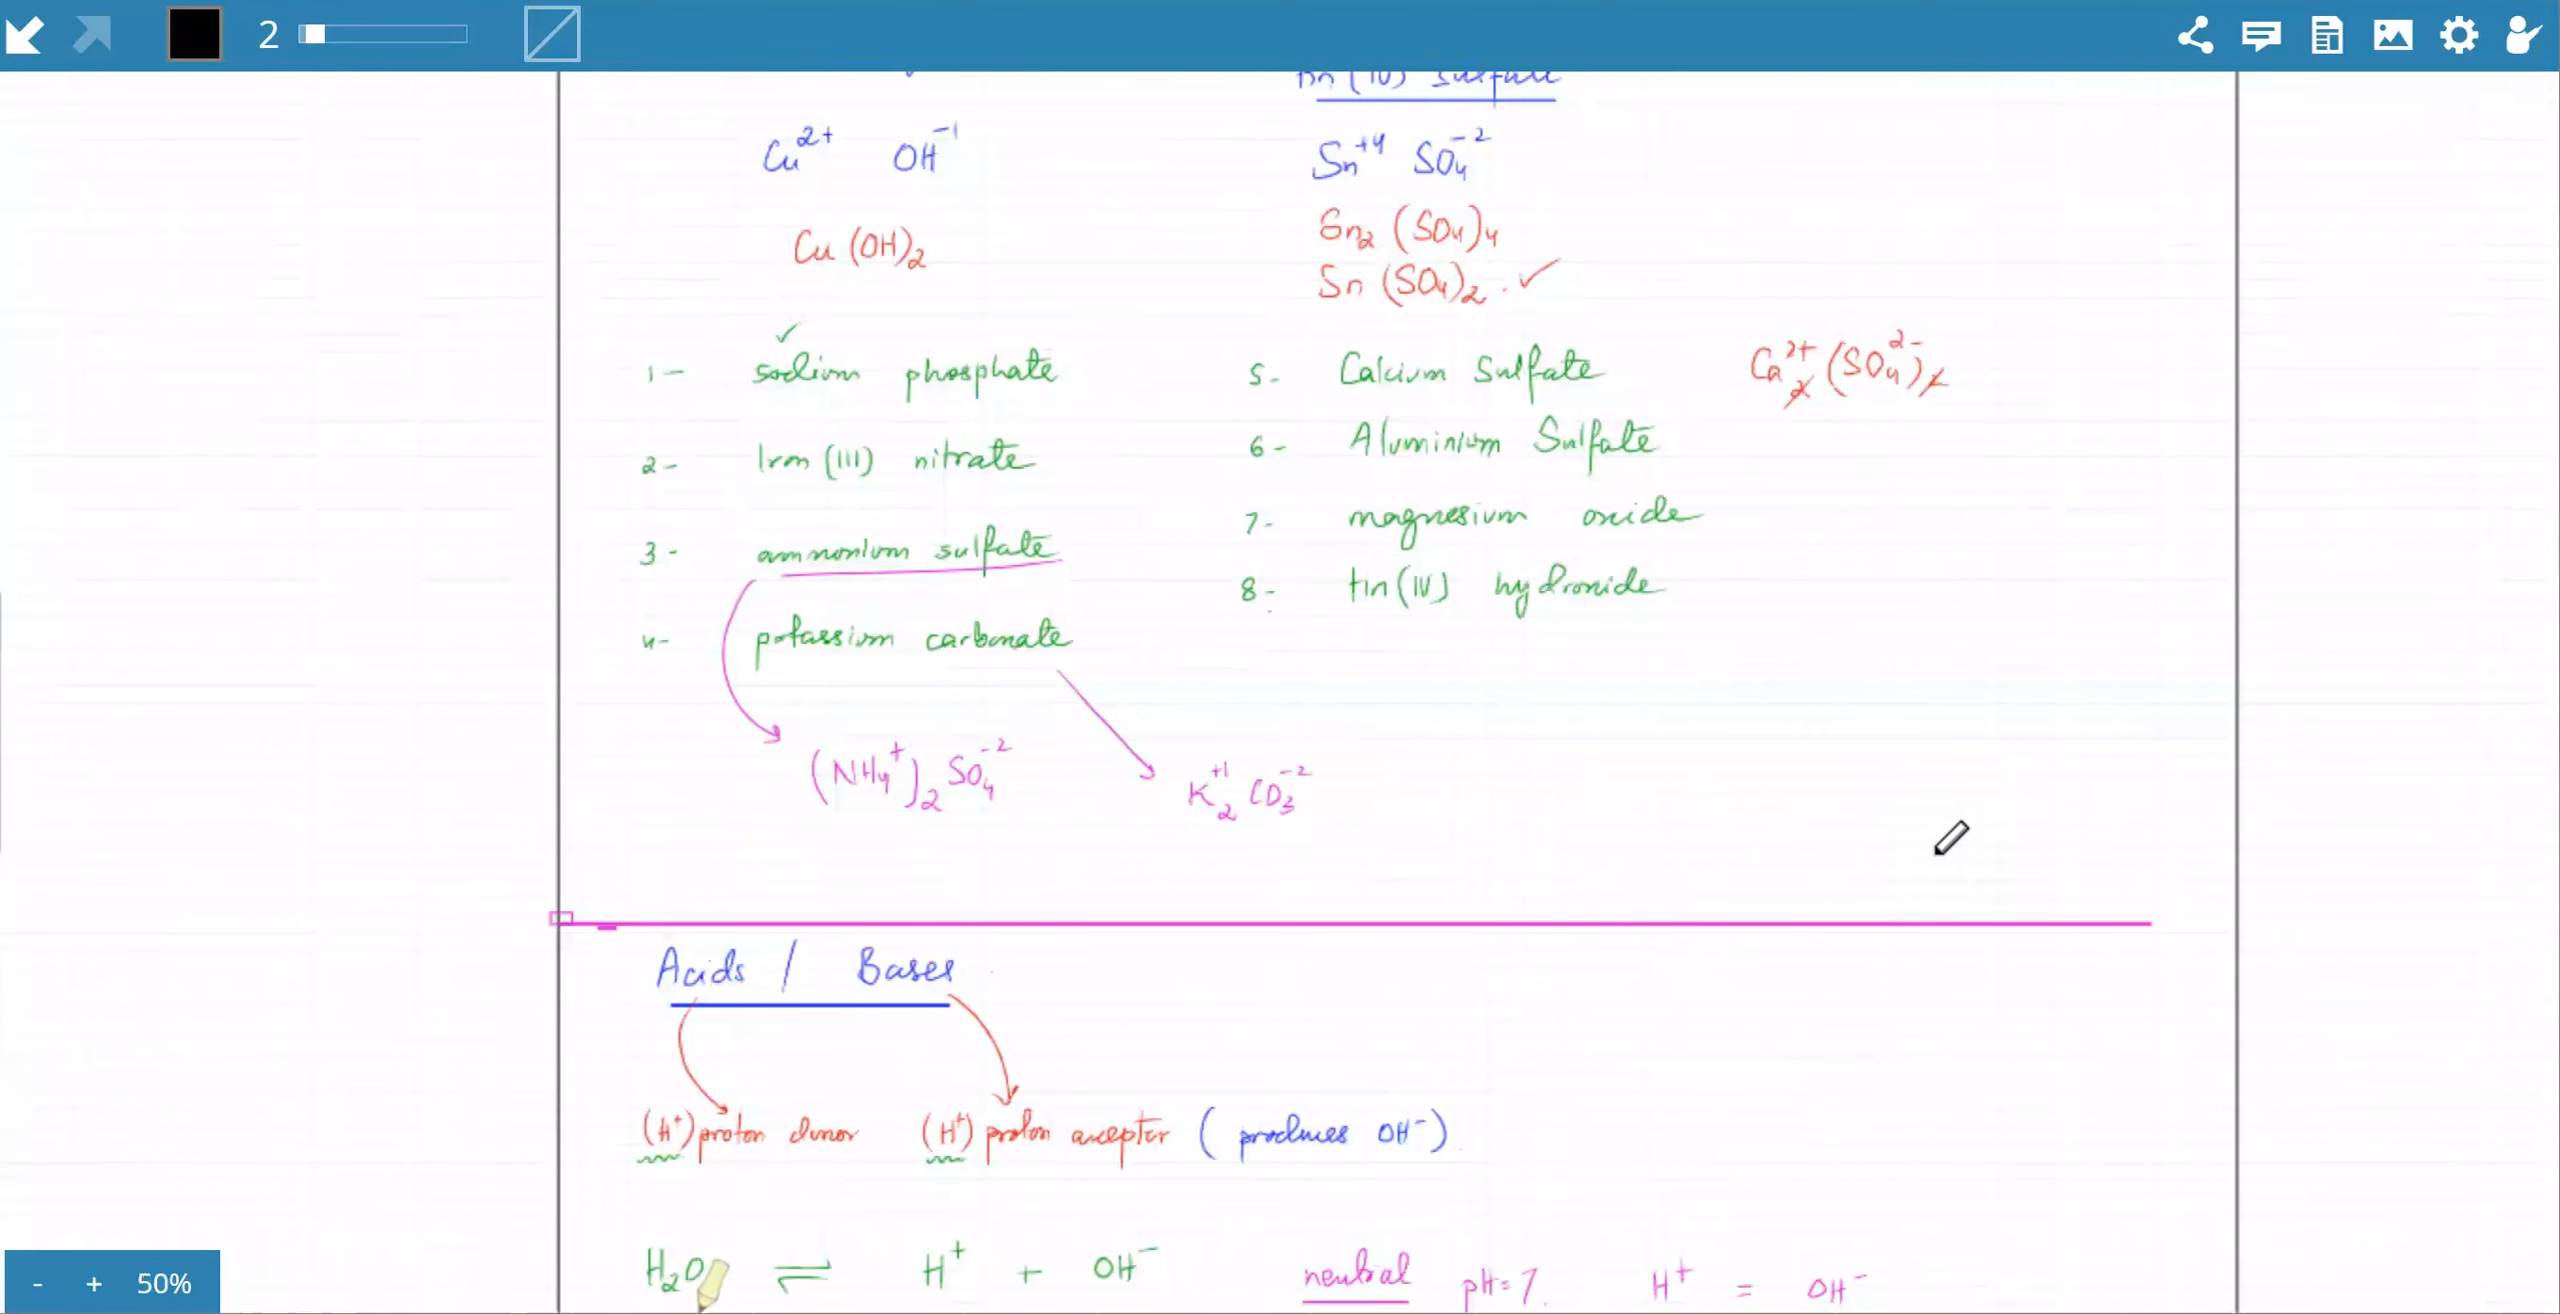 2
tin (IV) sulfate
Cu²⁺ OH⁻¹
Sn⁺⁴ SO₄⁻²
Cu (OH)₂
Sn₂ (SO₄)₄
Sn (SO₄)₂ . ✓
✓
1- sodium phosphate
2- Iron (III) nitrate
3- ammonium sulfate
4- potassium carbonate
5- Calcium Sulfate Ca₂²⁺ (SO₄²⁻)₂
6- Aluminium Sulfate
7- magnesium oxide
8- tin (IV) hydroxide
(NH₄⁺)₂ SO₄⁻²
K₂⁺¹ CO₃⁻²
Acids / Bases
(H⁺) proton donor (H⁺) proton acceptor ( produces OH⁻).
H₂O ⇌ H⁺ + OH⁻ neutral pH=7. H⁺ = OH⁻
- + 50%